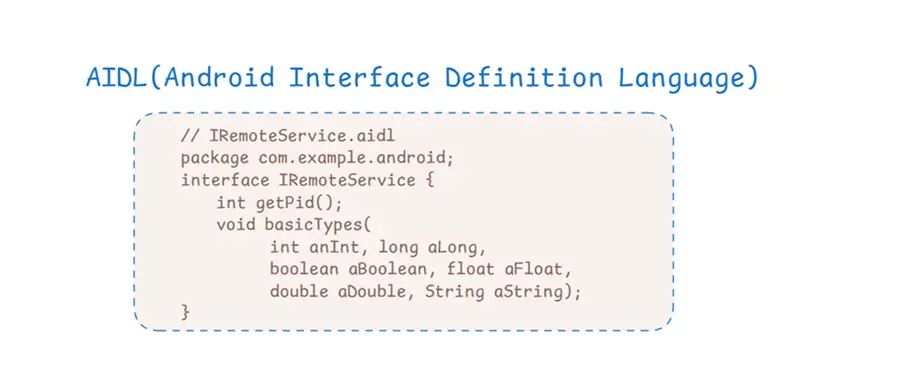 AIDL(Android Interface Definition Language)
// IRemoteService.aidl
package com.example.android;
interface IRemoteService {
int getPid();
void basicTypes(
int anInt, long aLong,
boolean aBoolean, float aFloat,
double aDouble, String aString);
}